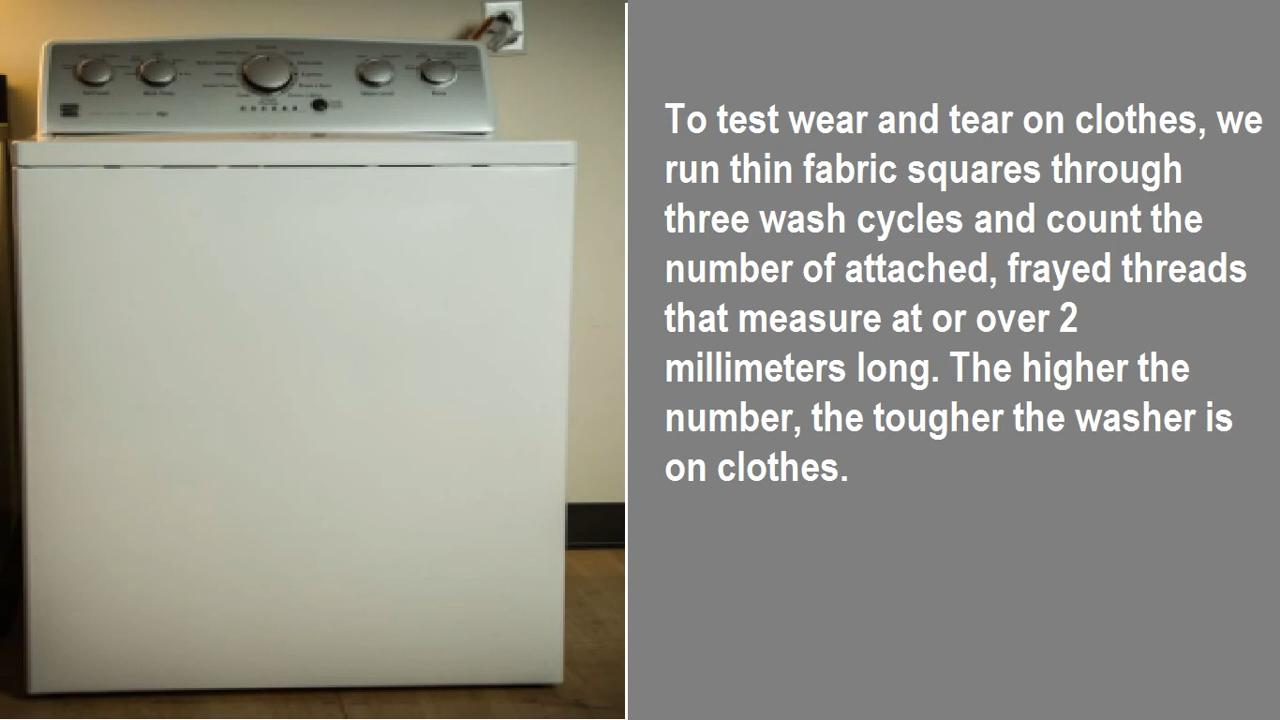 To test wear and tear on clothes, we
run thin fabric squares through
three wash cycles and count the
number of attached, frayed threads
that measure at or over 2
millimeters long. The higher the
number, the tougher the washer is
on clothes.